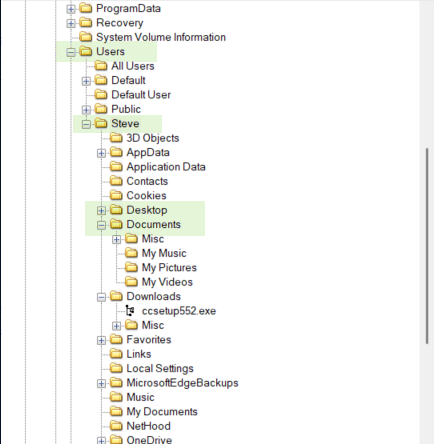 ProgramData
Recovery
System Volume Information
Users
All Users
Default
Default User
Public
Steve
3D Objects
AppData
Application Data
Contacts
Cookies
Desktop
Documents
Misc
My Music
My Pictures
My Videos
Downloads
ccsetup552.exe
Misc
Favorites
Links
Local Settings
MicrosoftEdgeBackups
Music
My Documents
NetHood
OneDrive